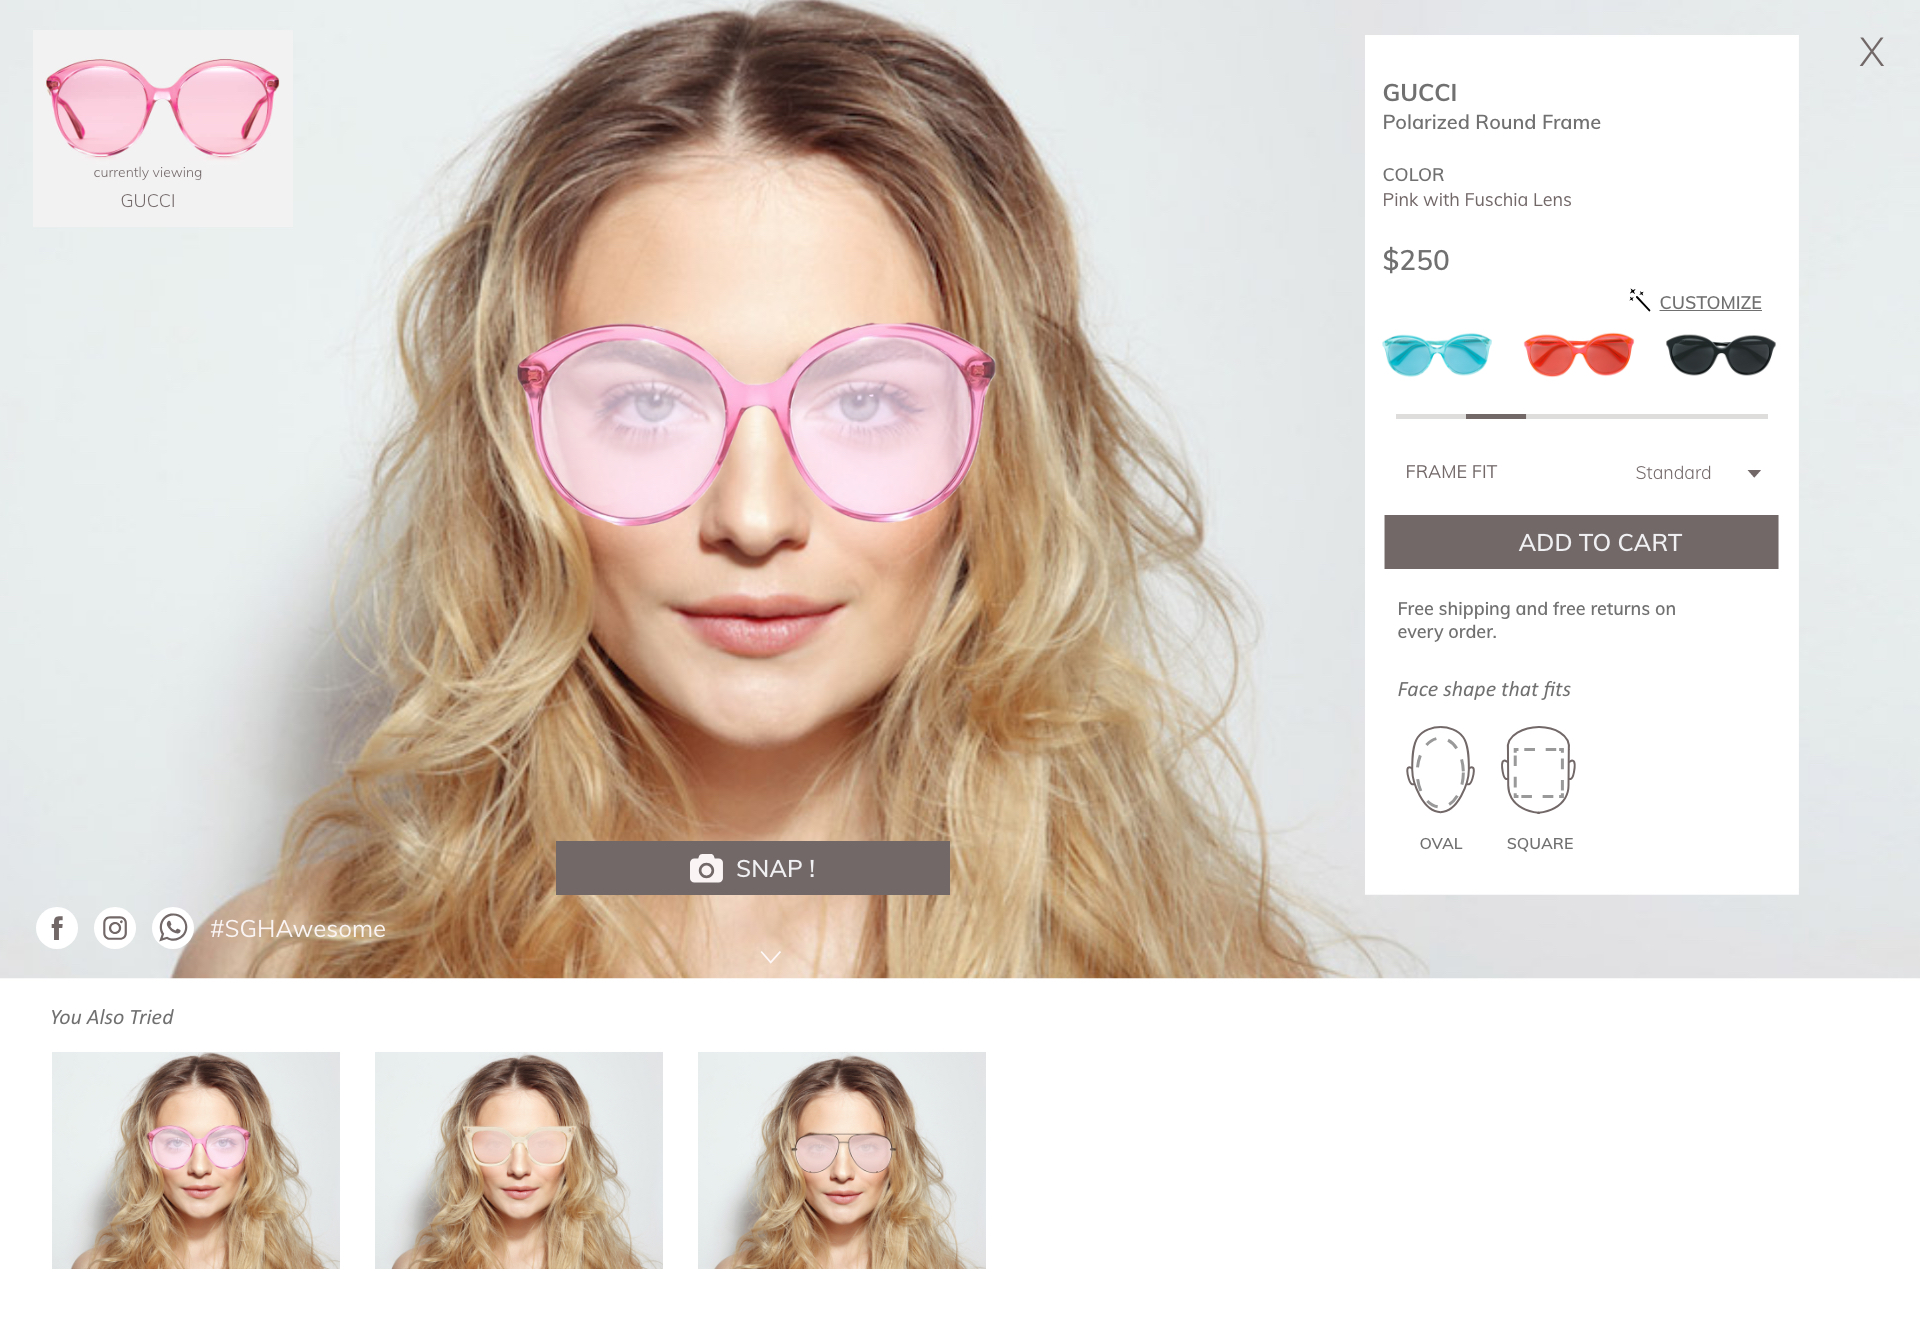 currently viewing
GUCCI
X
GUCCI
Polarized Round Frame
COLOR
Pink with Fuschia Lens
$250
CUSTOMIZE
FRAME FIT
Standard
ADD TO CART
Free shipping and free returns on
every order.
Face shape that fits
OVAL
SQUARE
SNAP !
#SGHAwesome
You Also Tried